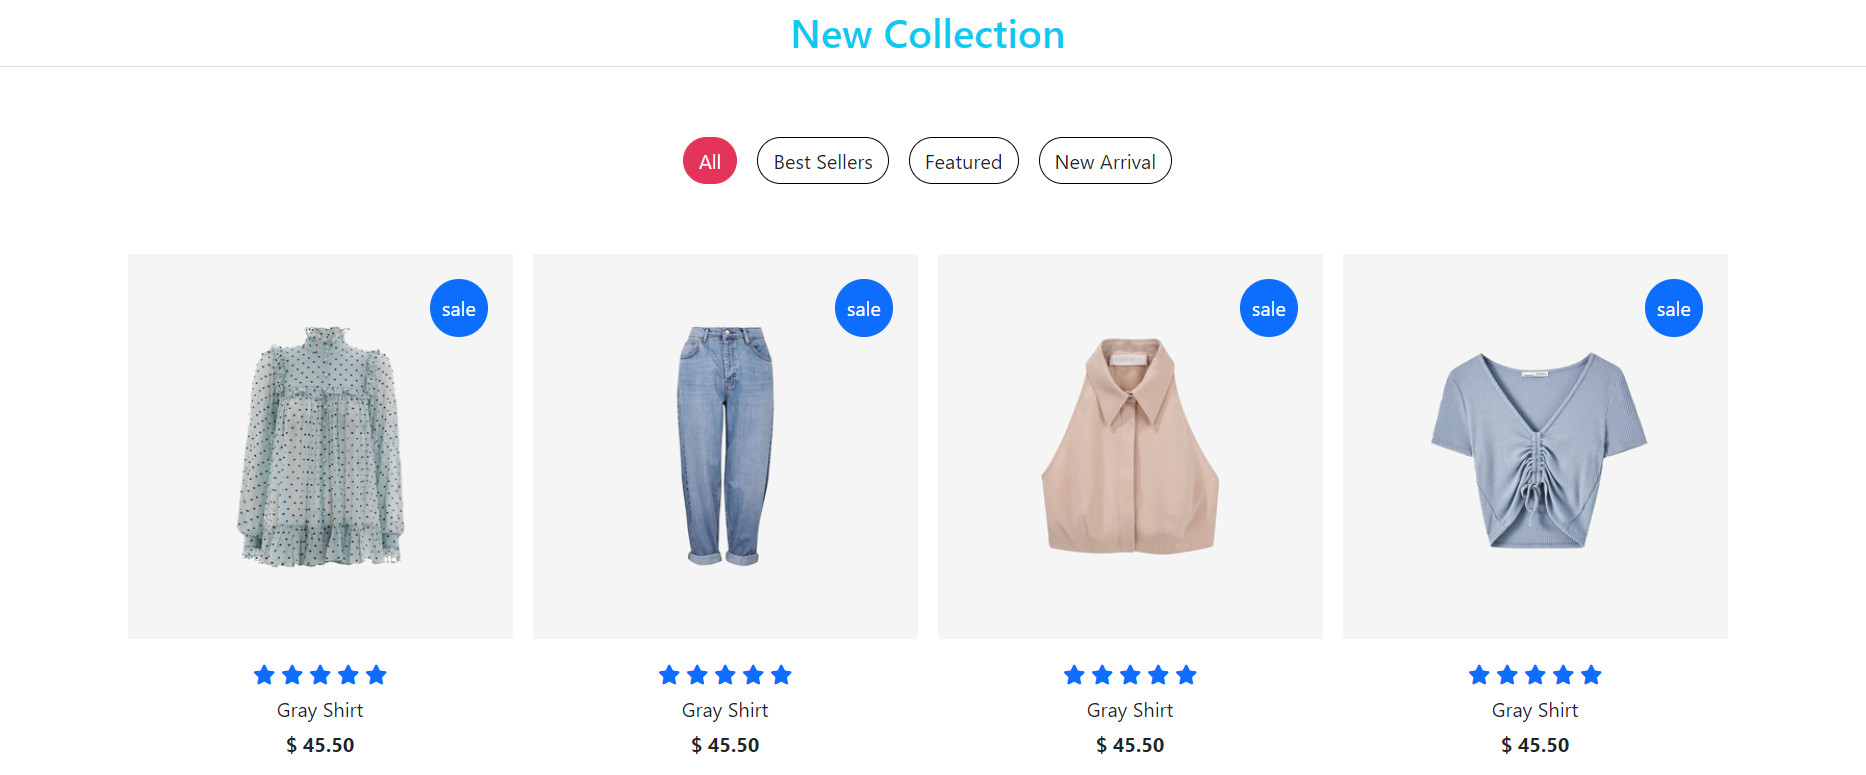 New Collection
All Best Sellers Featured New Arrival
sale sale sale sale
Gray Shirt Gray Shirt Gray Shirt Gray Shirt
$ 45.50 $ 45.50 $ 45.50 $ 45.50